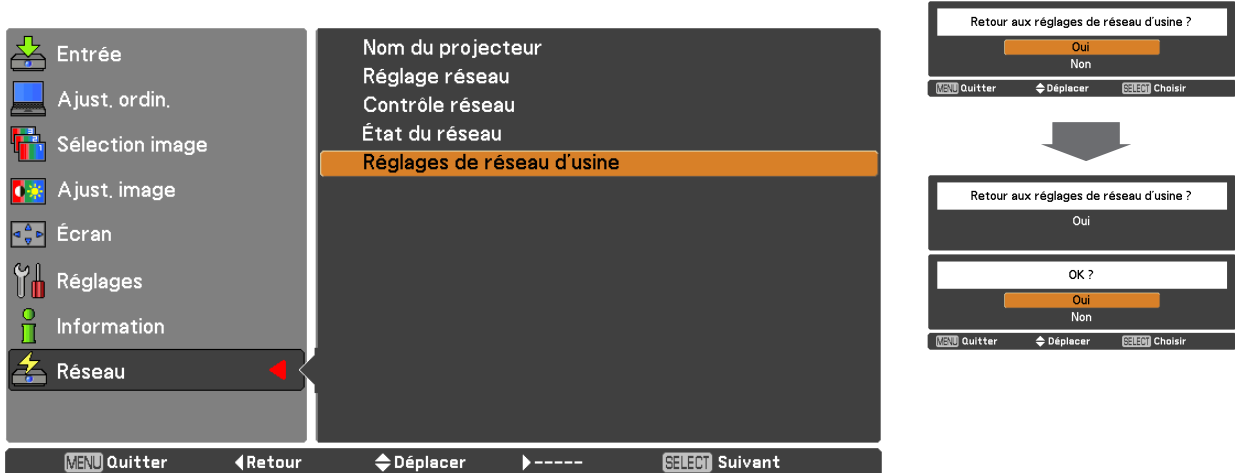 Entrée
Ajust. ordin.
Sélection image
Ajust. image
Écran
Réglages
Information
Réseau
Nom du projecteur
Réglage réseau
Contrôle réseau
État du réseau
Réglages de réseau d'usine
MENU Quitter Retour Déplacer ----- SELECT Suivant
Retour aux réglages de réseau d'usine ?
Oui
Non
MENU Quitter Déplacer SELECT Choisir
Retour aux réglages de réseau d'usine ?
Oui
OK ?
Oui
Non
MENU Quitter Déplacer SELECT Choisir